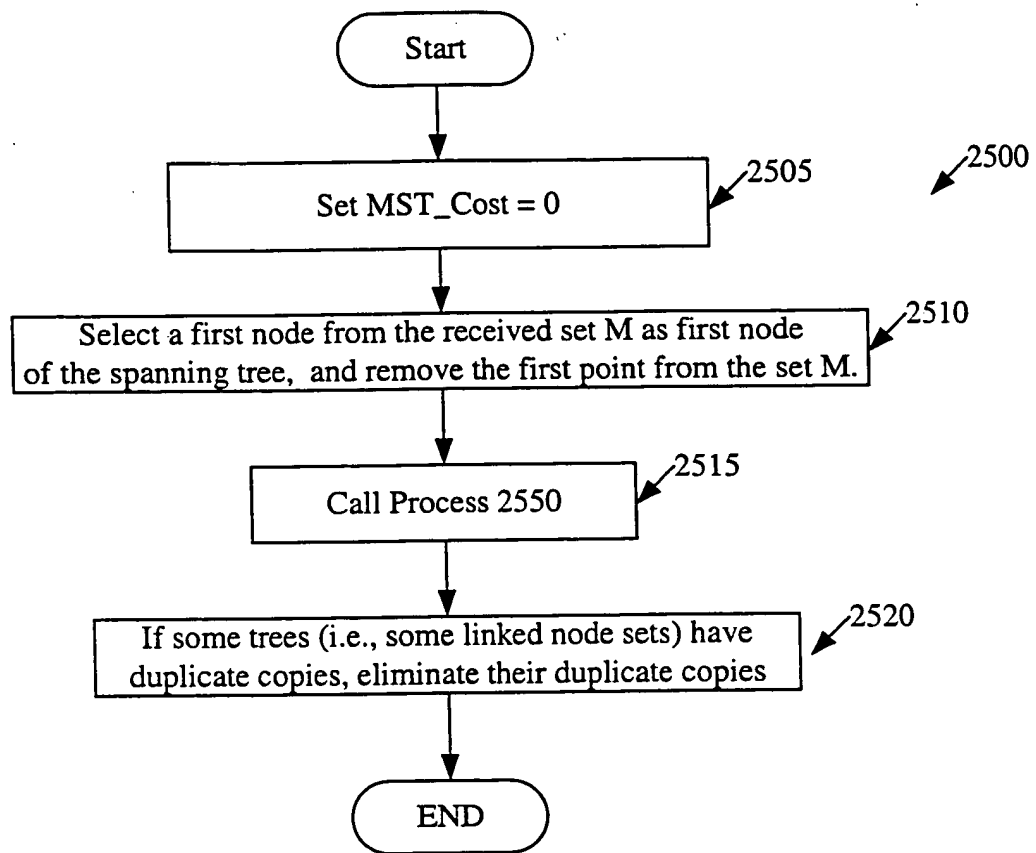 Start
2500
2505
Set MST_Cost = 0
2510
Select a first node from the received set M as first node
of the spanning tree, and remove the first point from the set M.
2515
Call Process 2550
2520
If some trees (i.e., some linked node sets) have
duplicate copies, eliminate their duplicate copies
END